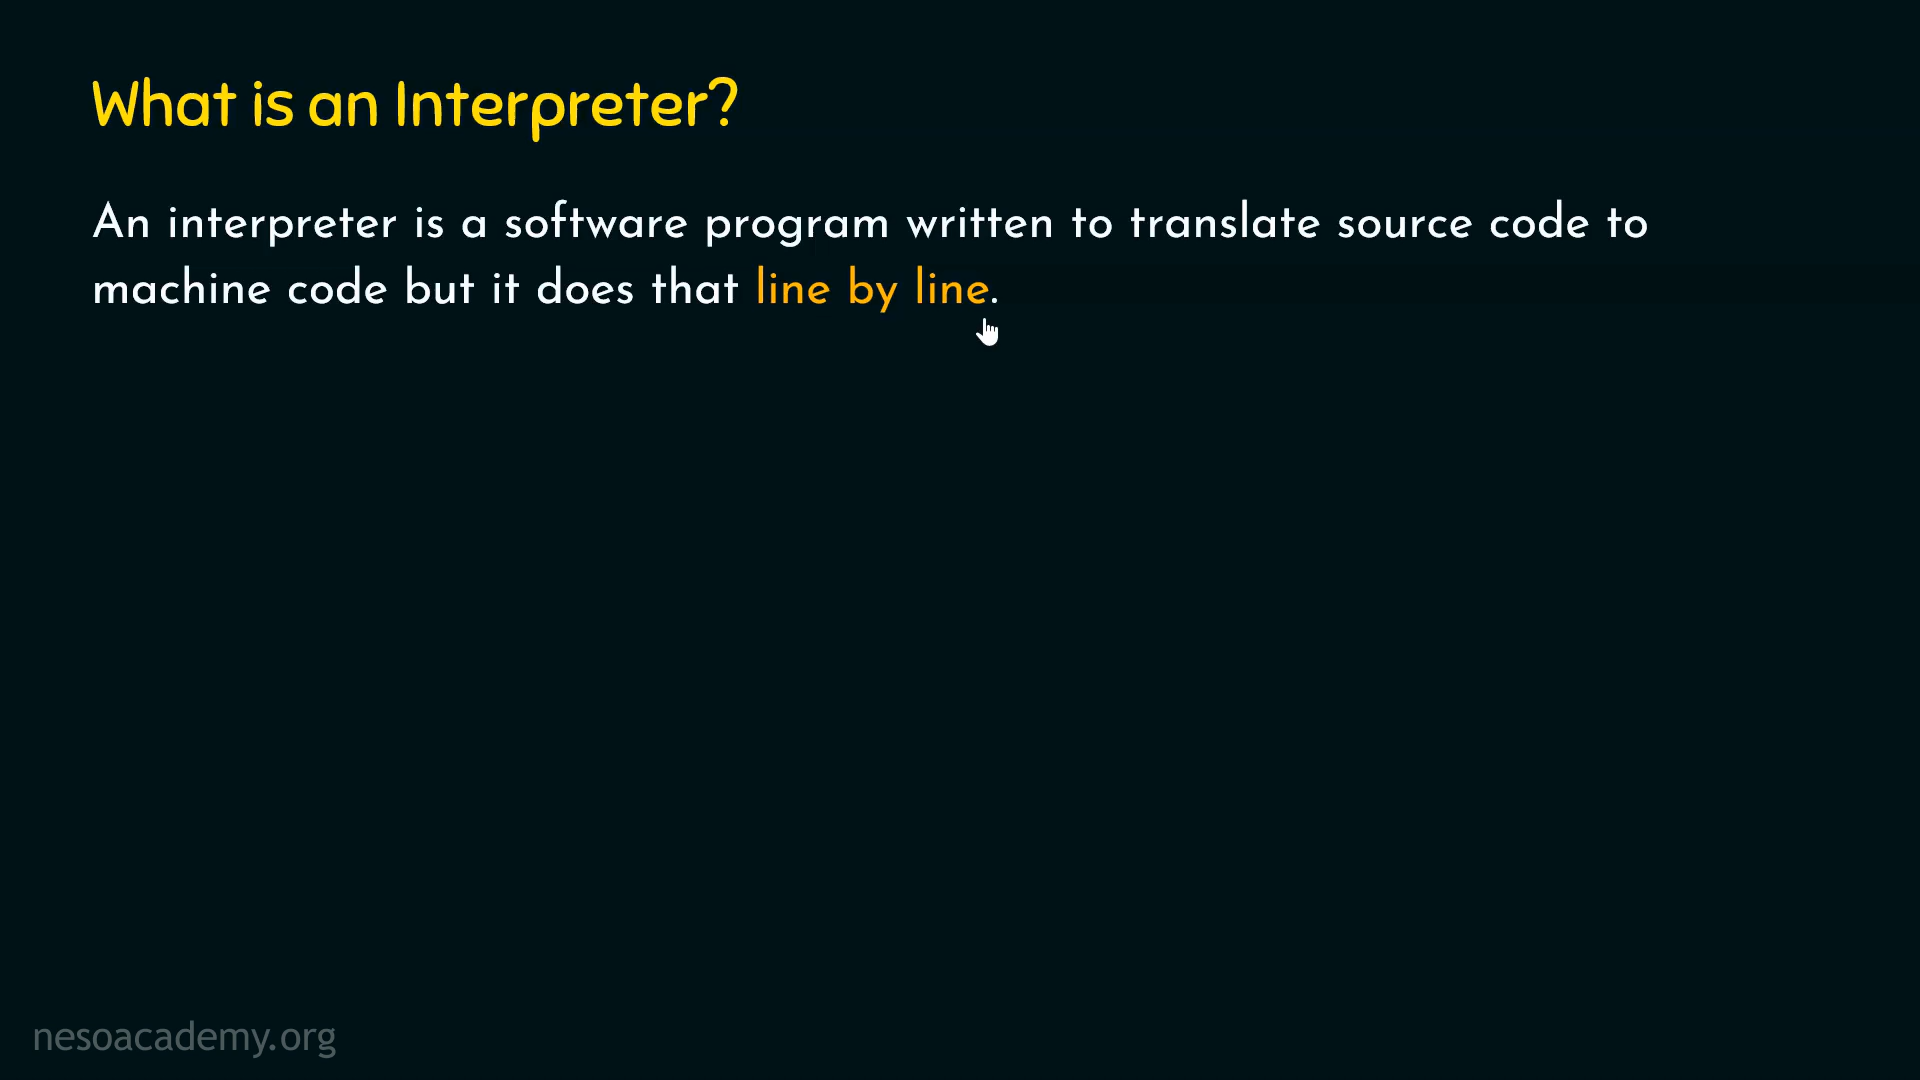 What is an Interpreter?
An interpreter is a software program written to translate source code to
machine code but it does that line by line.
nesoacademy.org